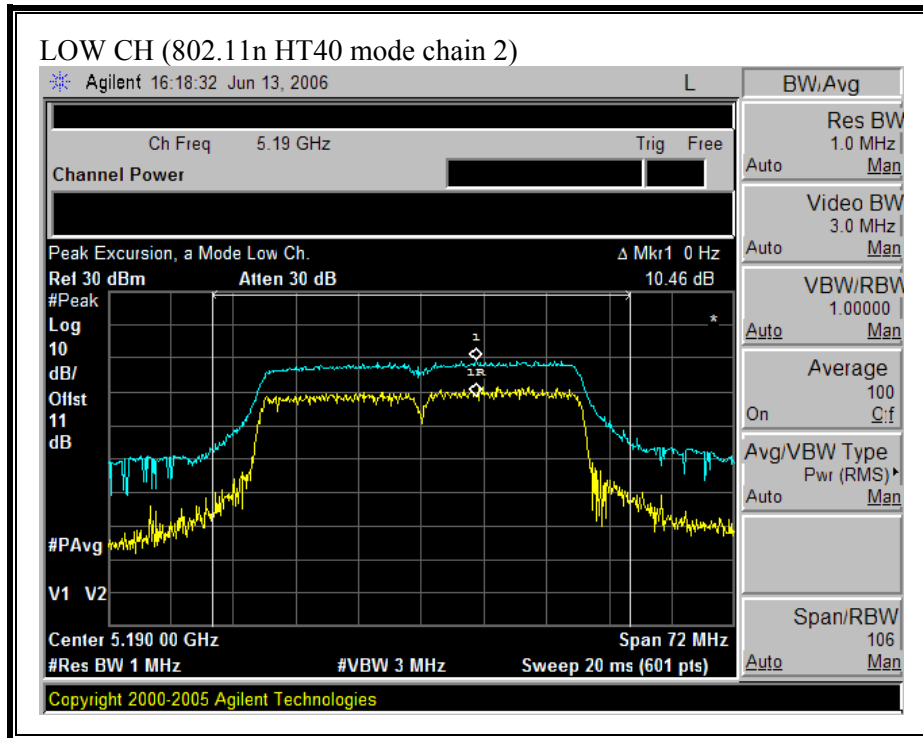 LOW CH (802.11n HT40 mode chain 2)
Agilent 16:18:32 Jun 13, 2006 L
BW/Avg
Ch Freq 5.19 GHz Trig Free
Channel Power
Res BW
1.0 MHz
Auto Man
Video BW
3.0 MHz
Auto Man
VBW/RBW
1.00000
Auto Man
Average
100
On Off
Avg/VBW Type
Pwr (RMS)
Auto Man
Span/RBW
106
Auto Man
Peak Excursion, a Mode Low Ch. Δ Mkr1 0 Hz
Ref 30 dBm Atten 30 dB 10.46 dB
#Peak
Log
10
dB/
Offst
11
dB
1
1R
*
#PAvg
V1 V2
Center 5.190 00 GHz Span 72 MHz
#Res BW 1 MHz #VBW 3 MHz Sweep 20 ms (601 pts)
Copyright 2000-2005 Agilent Technologies